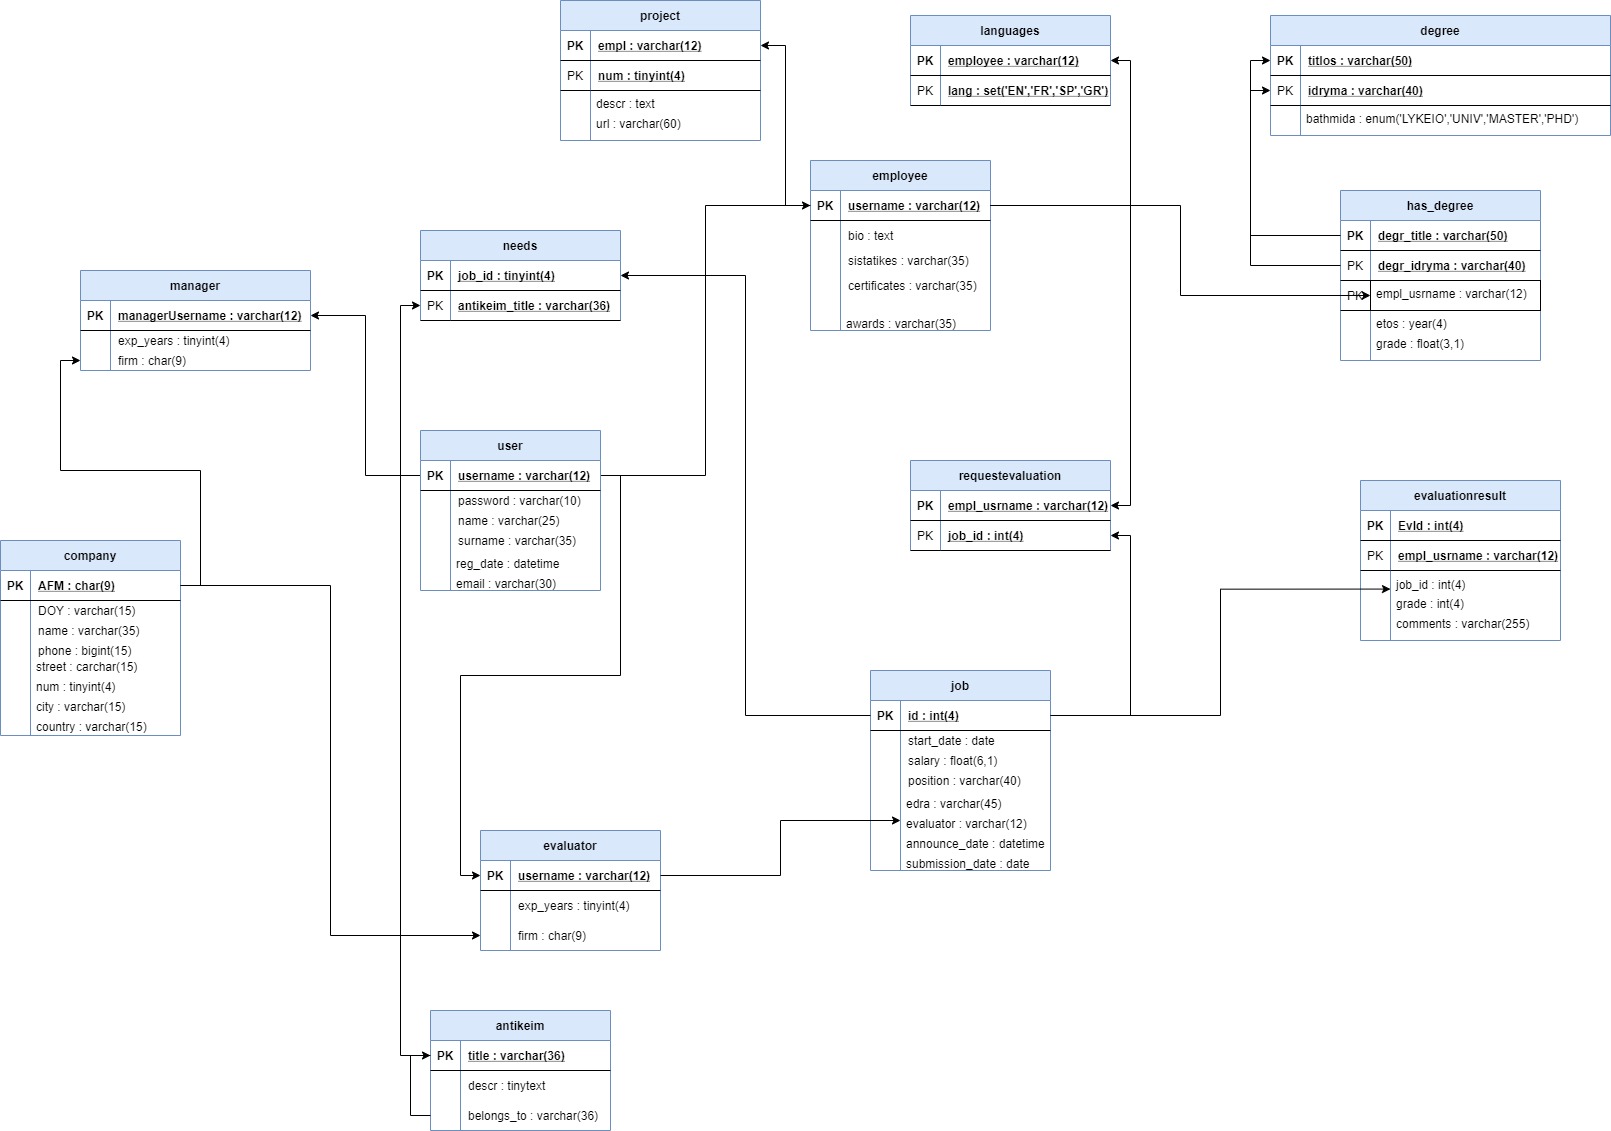 project
PK empl : varchar(12)
PK num : tinyint(4)
descr : text
url : varchar(60)
languages
PK employee : varchar(12)
PK lang : set('EN','FR','SP','GR')
degree
PK titlos : varchar(50)
PK idryma : varchar(40)
bathmida : enum('LYKEIO','UNIV','MASTER','PHD')
employee
PK username : varchar(12)
bio : text
sistatikes : varchar(35)
certificates : varchar(35)
awards : varchar(35)
has_degree
PK degr_title : varchar(50)
PK degr_idryma : varchar(40)
PK empl_usrname : varchar(12)
etos : year(4)
grade : float(3,1)
needs
PK job_id : tinyint(4)
PK antikeim_title : varchar(36)
manager
PK managerUsername : varchar(12)
exp_years : tinyint(4)
firm : char(9)
user
PK username : varchar(12)
password : varchar(10)
name : varchar(25)
surname : varchar(35)
reg_date : datetime
email : varchar(30)
requestevaluation
PK empl_usrname : varchar(12)
PK job_id : int(4)
evaluationresult
PK EvId : int(4)
PK empl_usrname : varchar(12)
job_id : int(4)
grade : int(4)
comments : varchar(255)
company
PK AFM : char(9)
DOY : varchar(15)
name : varchar(35)
phone : bigint(15)
street : carchar(15)
num : tinyint(4)
city : varchar(15)
country : varchar(15)
job
PK id : int(4)
start_date : date
salary : float(6,1)
position : varchar(40)
edra : varchar(45)
evaluator : varchar(12)
announce_date : datetime
submission_date : date
evaluator
PK username : varchar(12)
exp_years : tinyint(4)
firm : char(9)
antikeim
PK title : varchar(36)
descr : tinytext
belongs_to : varchar(36)